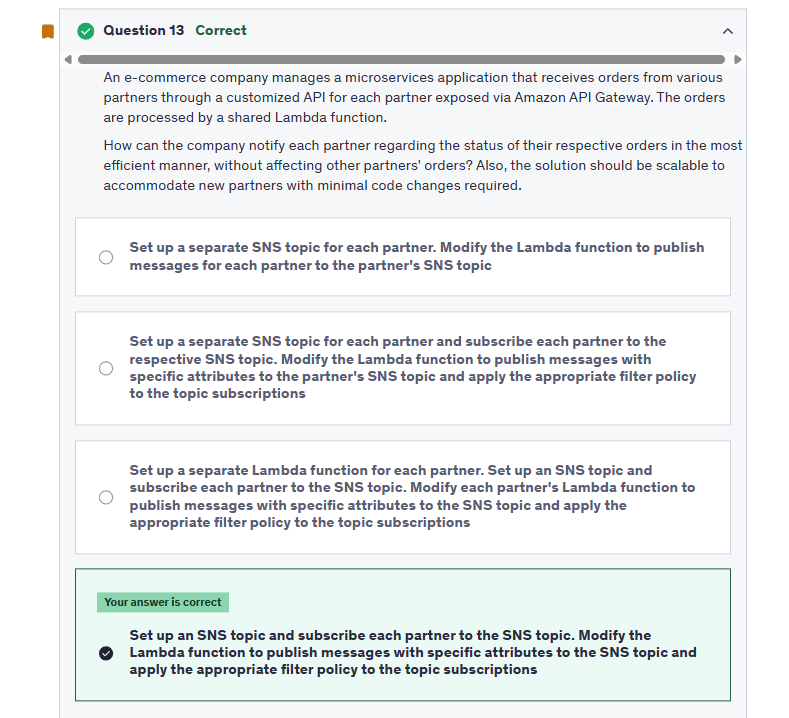 Question 13 Correct
An e-commerce company manages a microservices application that receives orders from various
partners through a customized API for each partner exposed via Amazon API Gateway. The orders
are processed by a shared Lambda function.
How can the company notify each partner regarding the status of their respective orders in the most
efficient manner, without affecting other partners' orders? Also, the solution should be scalable to
accommodate new partners with minimal code changes required.
Set up a separate SNS topic for each partner. Modify the Lambda function to publish
messages for each partner to the partner's SNS topic
Set up a separate SNS topic for each partner and subscribe each partner to the
respective SNS topic. Modify the Lambda function to publish messages with
specific attributes to the partner's SNS topic and apply the appropriate filter policy
to the topic subscriptions
Set up a separate Lambda function for each partner. Set up an SNS topic and
subscribe each partner to the SNS topic. Modify each partner's Lambda function to
publish messages with specific attributes to the SNS topic and apply the
appropriate filter policy to the topic subscriptions
Your answer is correct
Set up an SNS topic and subscribe each partner to the SNS topic. Modify the
Lambda function to publish messages with specific attributes to the SNS topic and
apply the appropriate filter policy to the topic subscriptions